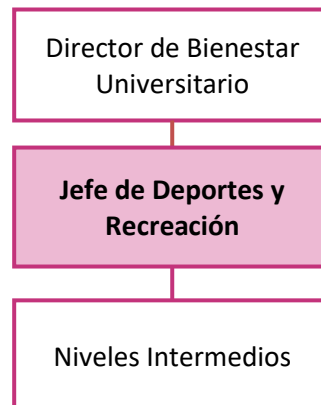 Director de Bienestar
Universitario
Jefe de Deportes y
Recreación
Niveles Intermedios